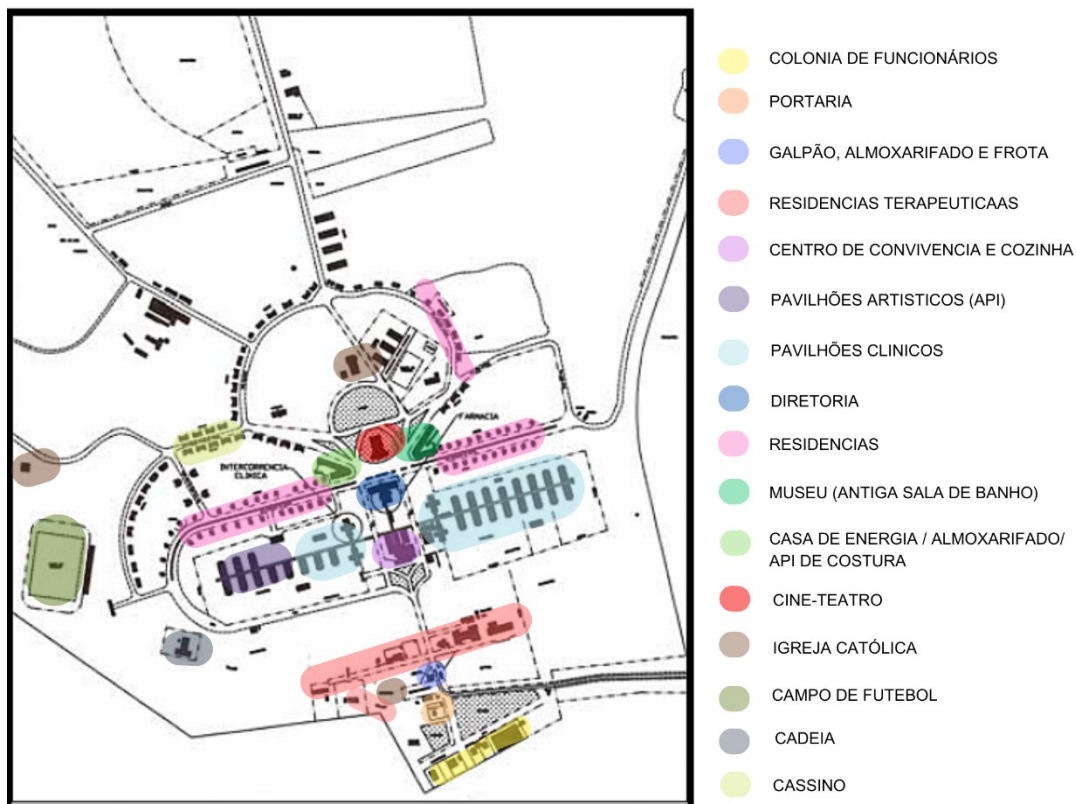 FARMACIA
INTERCORRENCIA
CLINICA
COLONIA DE FUNCIONÁRIOS
PORTARIA
GALPÃO, ALMOXARIFADO E FROTA
RESIDENCIAS TERAPEUTICAAS
CENTRO DE CONVIVENCIA E COZINHA
PAVILHÕES ARTISTICOS (API)
PAVILHÕES CLINICOS
DIRETORIA
RESIDENCIAS
MUSEU (ANTIGA SALA DE BANHO)
CASA DE ENERGIA / ALMOXARIFADO/
API DE COSTURA
CINE-TEATRO
IGREJA CATÓLICA
CAMPO DE FUTEBOL
CADEIA
CASSINO